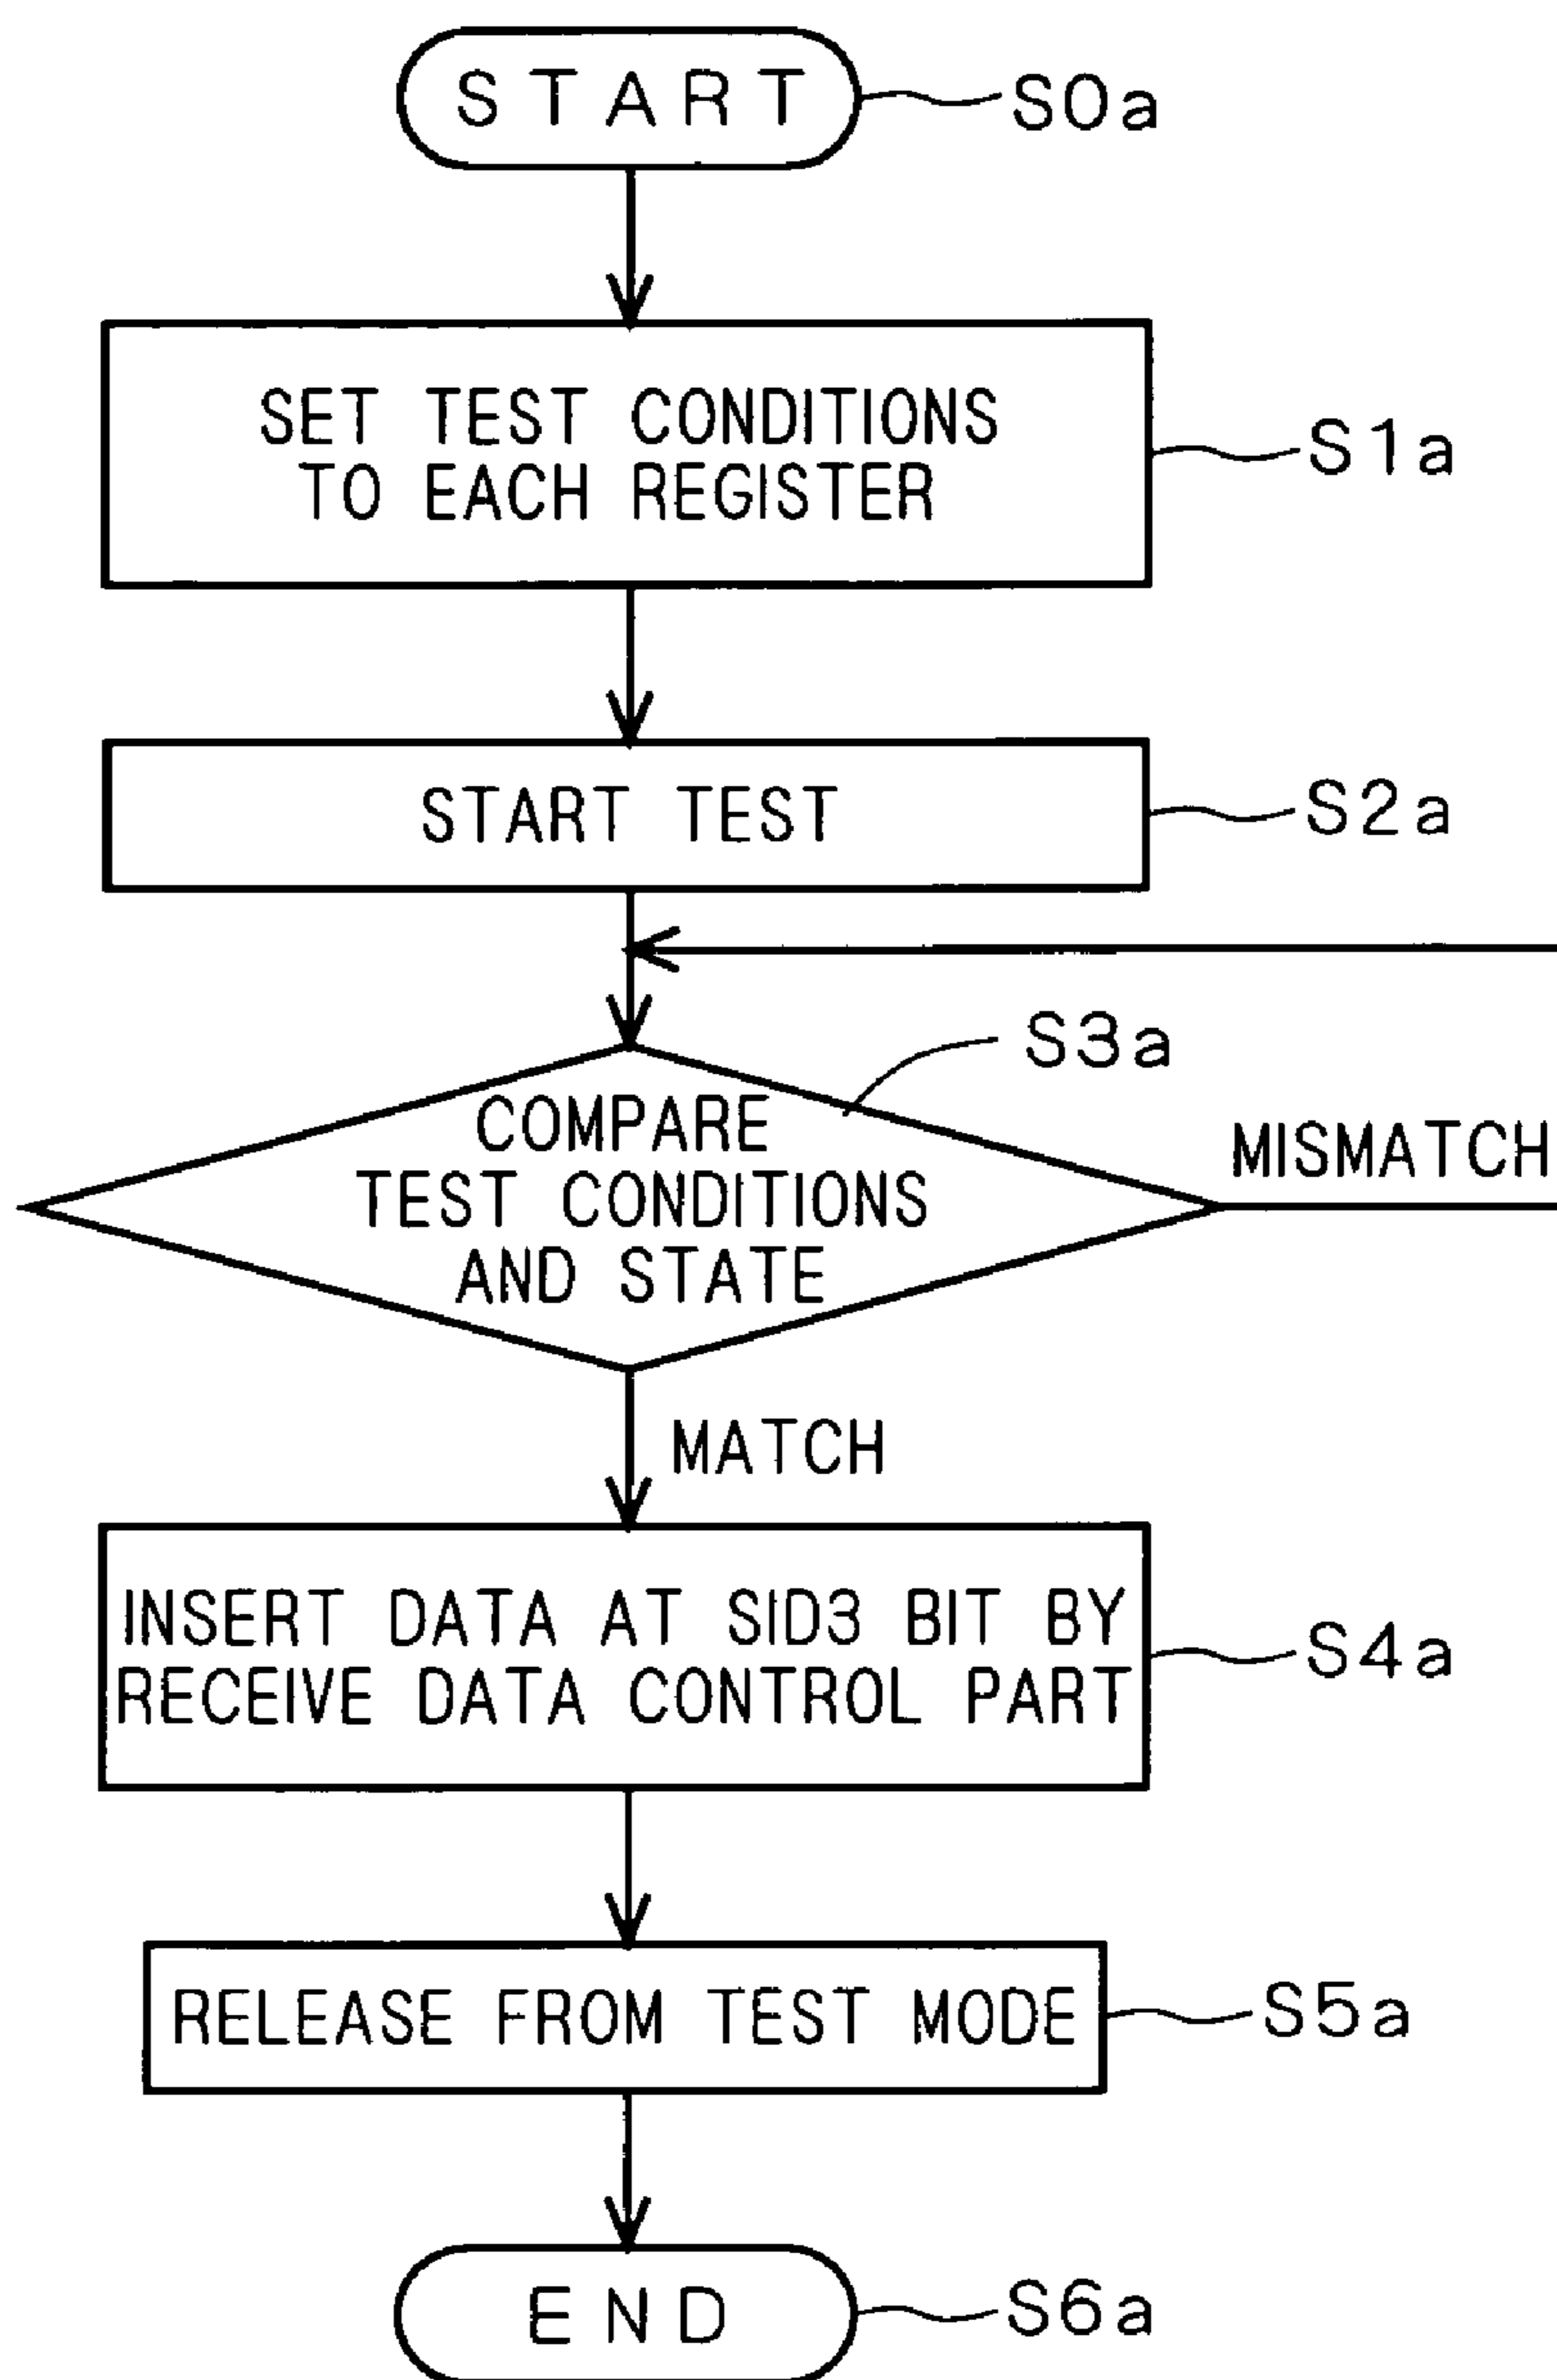 START
S0a
SET TEST CONDITIONS
TO EACH REGISTER
S1a
START TEST
S2a
S3a
COMPARE
TEST CONDITIONS
AND STATE
MISMATCH
MATCH
INSERT DATA AT SID3 BIT BY
RECEIVE DATA CONTROL PART
S4a
RELEASE FROM TEST MODE
S5a
END
S6a